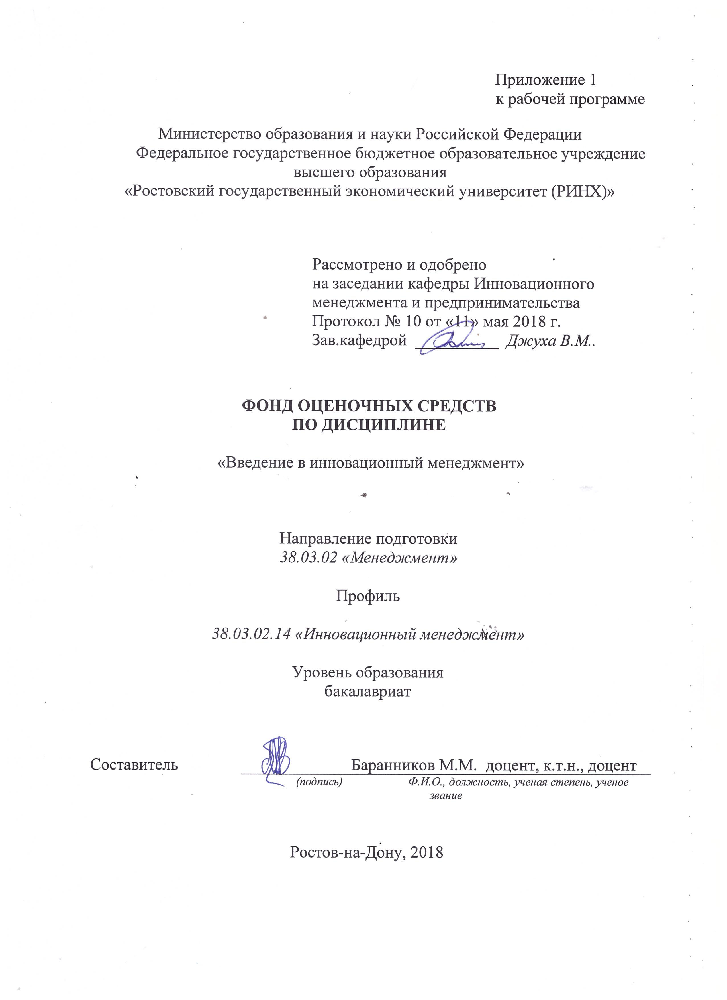 Приложение 1
к рабочей программе
Министерство образования и науки Российской Федерации
Федеральное государственное бюджетное образовательное учреждение
высшего образования
«Ростовский государственный экономический университет (РИНХ)»
Рассмотрено и одобрено
на заседании кафедры Инновационного
менеджмента и предпринимательства
Протокол № 10 от «11» мая 2018 г.
Зав.кафедрой __________ Джуха В.М..
ФОНД ОЦЕНОЧНЫХ СРЕДСТВ
ПО ДИСЦИПЛИНЕ
«Введение в инновационный менеджмент»
Направление подготовки
38.03.02 «Менеджмент»
Профиль
38.03.02.14 «Инновационный менеджмент»
Уровень образования
бакалавриат
Составитель Баранников М.М. доцент, к.т.н., доцент
(подпись) Ф.И.О., должность, ученая степень, ученое
звание
Ростов-на-Дону, 2018